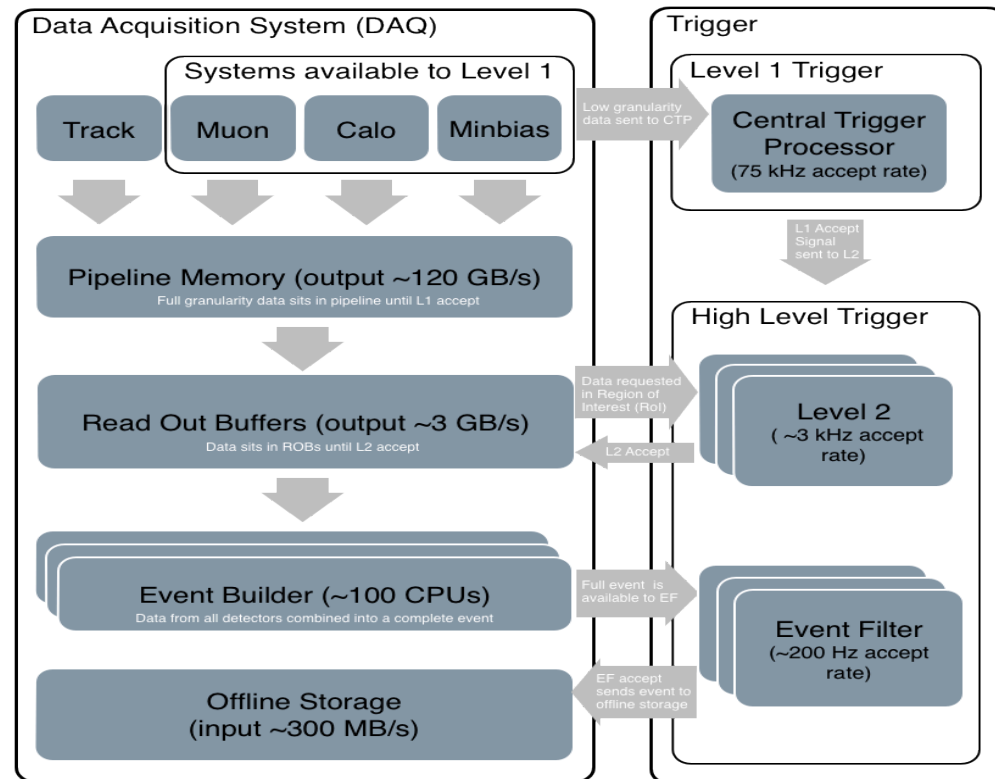 Data Acquisition System (DAQ)
Systems available to Level 1
Track
Muon
Calo
Minbias
Low granularity
data sent to CTP
Trigger
Level 1 Trigger
Central Trigger
Processor
(75 kHz accept rate)
L1 Accept
Signal
sent to L2
Pipeline Memory (output ~120 GB/s)
Full granularity data sits in pipeline until L1 accept
High Level Trigger
Read Out Buffers (output ~3 GB/s)
Data sits in ROBs until L2 accept
Data requested
in Region of
Interest (RoI)
L2 Accept
Level 2
( ~3 kHz accept
rate)
Event Builder (~100 CPUs)
Data from all detectors combined into a complete event
Full event is
available to EF
Event Filter
(~200 Hz accept
rate)
EF accept
sends event to
offline storage
Offline Storage
(input ~300 MB/s)